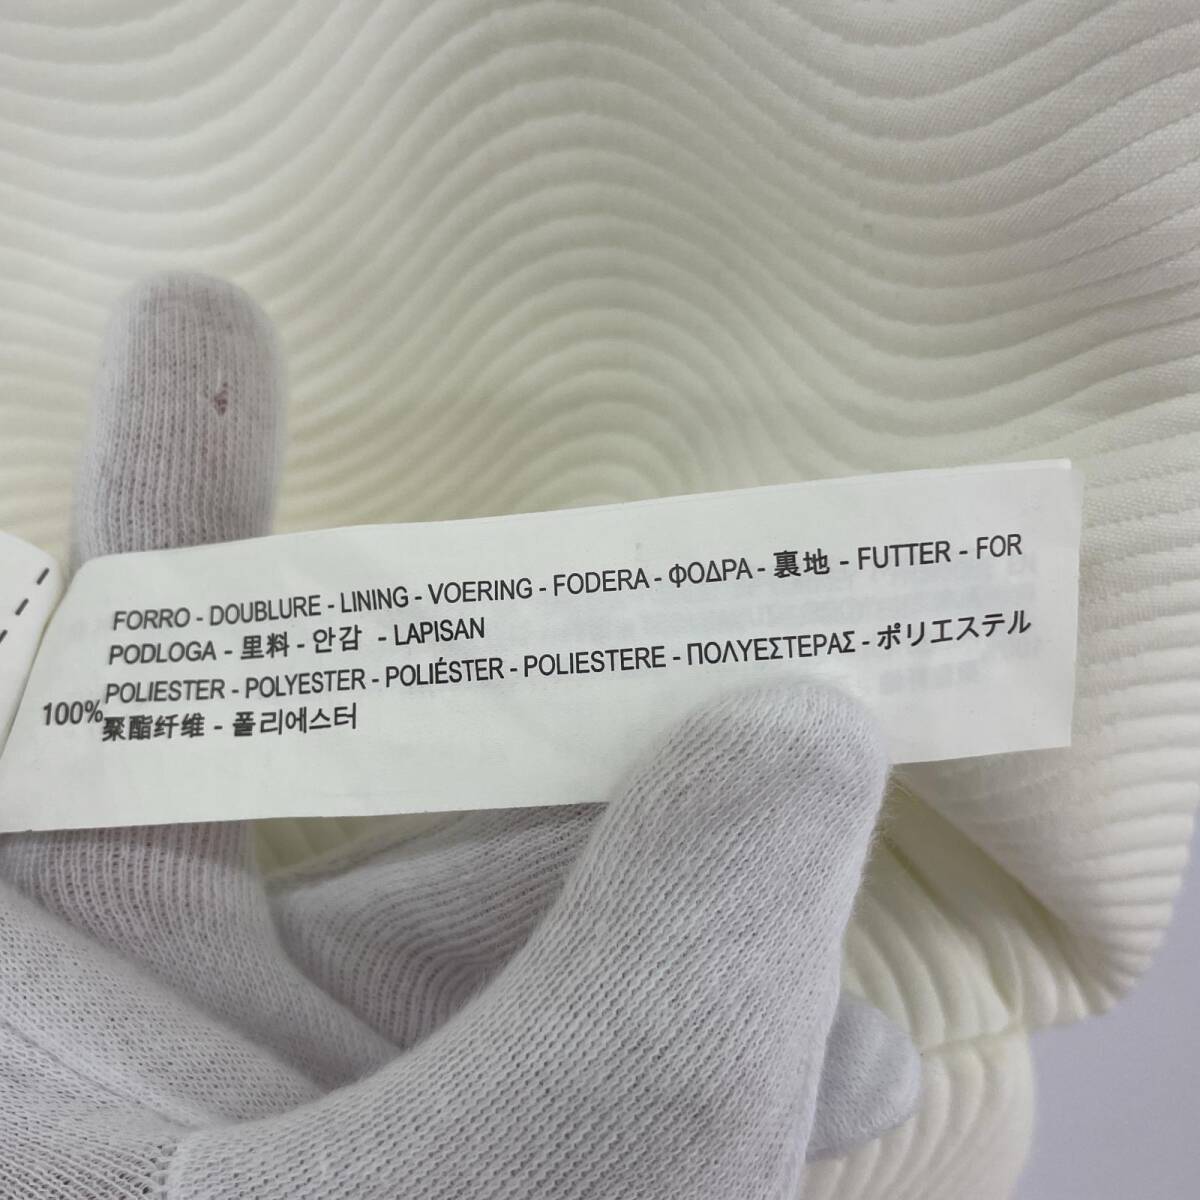 FORRO - DOUBLURE - LINING - VOERING - FODERA - ΦΟΔΡΑ - 裏地 - FUTTER - FOR
PODLOGA - 里料 - 안감 - LAPISAN
100% POLIESTER - POLYESTER - POLIÉSTER - POLIESTERE - ΠΟΛΥΕΣΤΕΡΑΣ - ポリエステル
聚酯纤维 - 폴리에스터